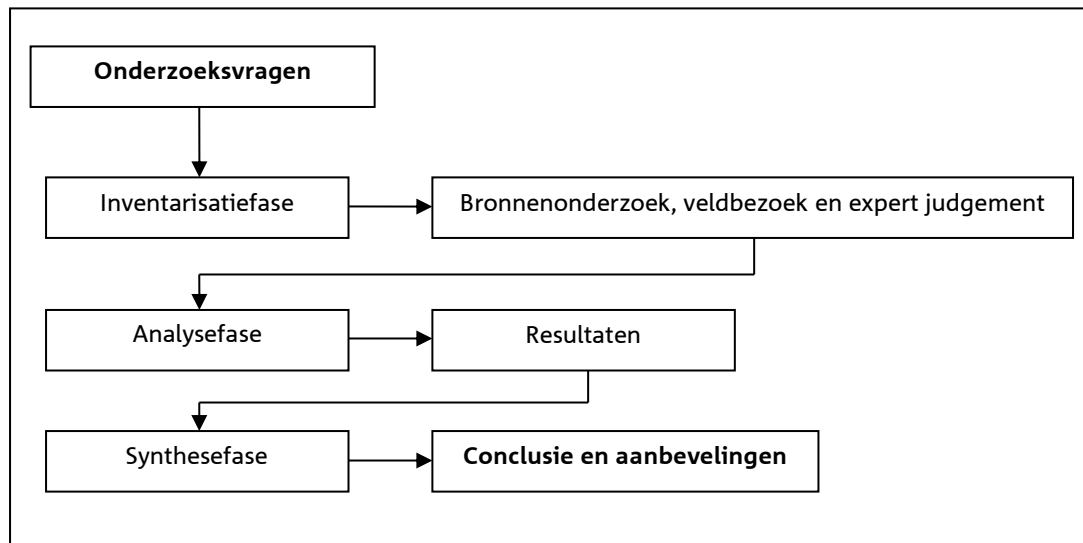 Onderzoeksvragen
Inventarisatiefase
Bronnenonderzoek, veldbezoek en expert judgement
Analysefase
Resultaten
Synthesefase
Conclusie en aanbevelingen